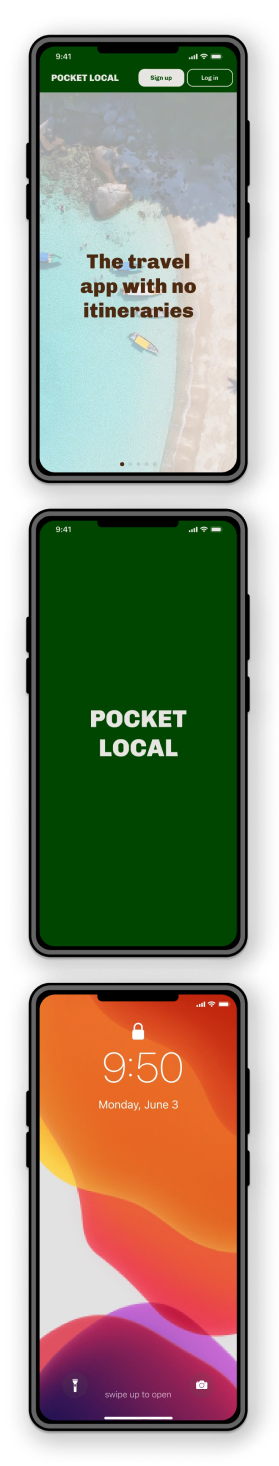 9:41
POCKET LOCAL
Sign up
Log in
The travel
app with no
itineraries
9:41
POCKET
LOCAL
9:50
Monday, June 3
swipe up to open